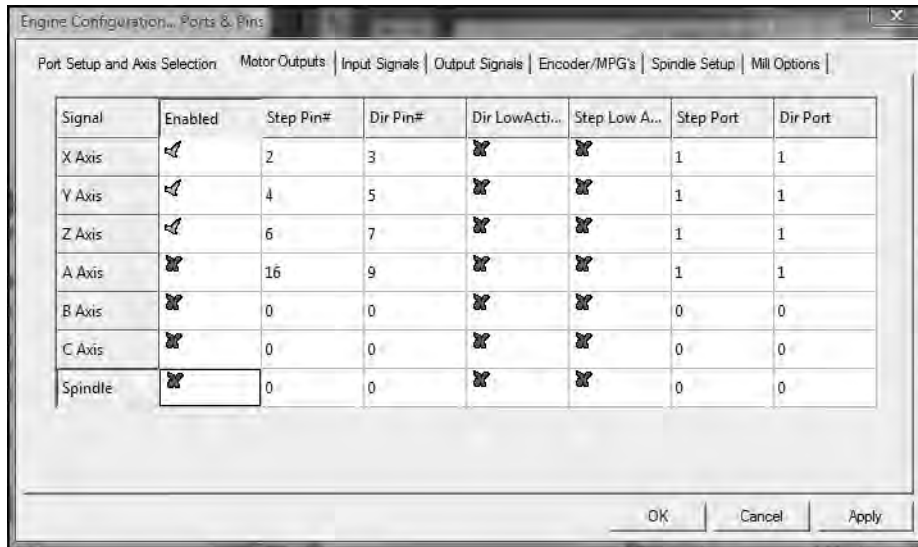 Engine Configuration... Ports & Pins
Port Setup and Axis Selection Motor Outputs Input Signals Output Signals Encoder/MPG's Spindle Setup Mill Options
Signal Enabled Step Pin# Dir Pin# Dir LowActi... Step Low A... Step Port Dir Port
X Axis 2 3 1 1
Y Axis 4 5 1 1
Z Axis 6 7 1 1
A Axis 16 9 1 1
B Axis 0 0 0 0
C Axis 0 0 0 0
Spindle 0 0 0 0
OK Cancel Apply